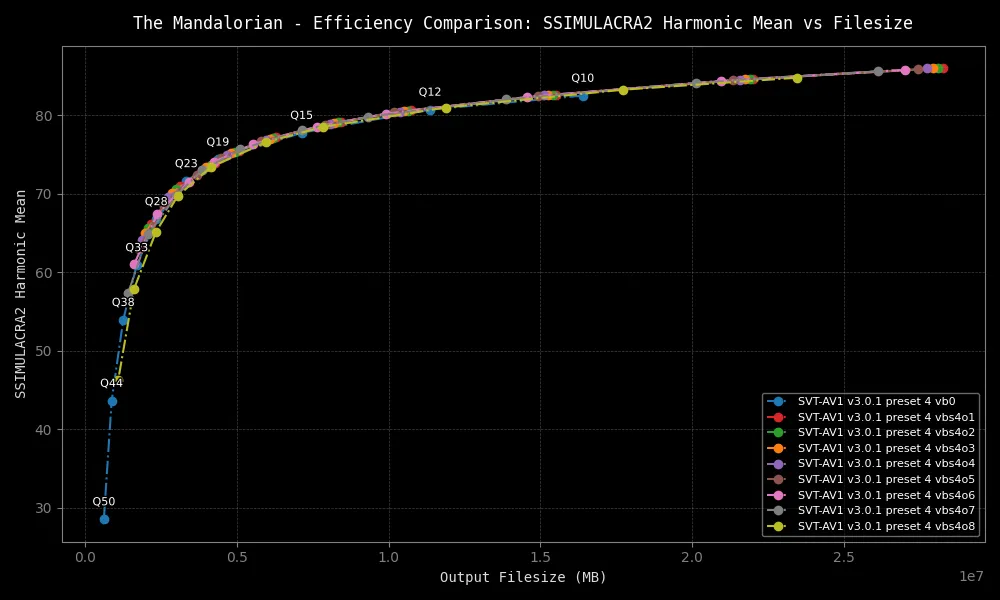 The Mandalorian - Efficiency Comparison: SSIMULACRA2 Harmonic Mean vs Filesize
SSIMULACRA2 Harmonic Mean
80
70
60
50
40
30
Q10
Q12
Q15
Q19
Q23
Q28
Q33
Q38
Q44
Q50
SVT-AV1 v3.0.1 preset 4 vb0
SVT-AV1 v3.0.1 preset 4 vbs4o1
SVT-AV1 v3.0.1 preset 4 vbs4o2
SVT-AV1 v3.0.1 preset 4 vbs4o3
SVT-AV1 v3.0.1 preset 4 vbs4o4
SVT-AV1 v3.0.1 preset 4 vbs4o5
SVT-AV1 v3.0.1 preset 4 vbs4o6
SVT-AV1 v3.0.1 preset 4 vbs4o7
SVT-AV1 v3.0.1 preset 4 vbs4o8
0.0 0.5 1.0 1.5 2.0 2.5
1e7
Output Filesize (MB)